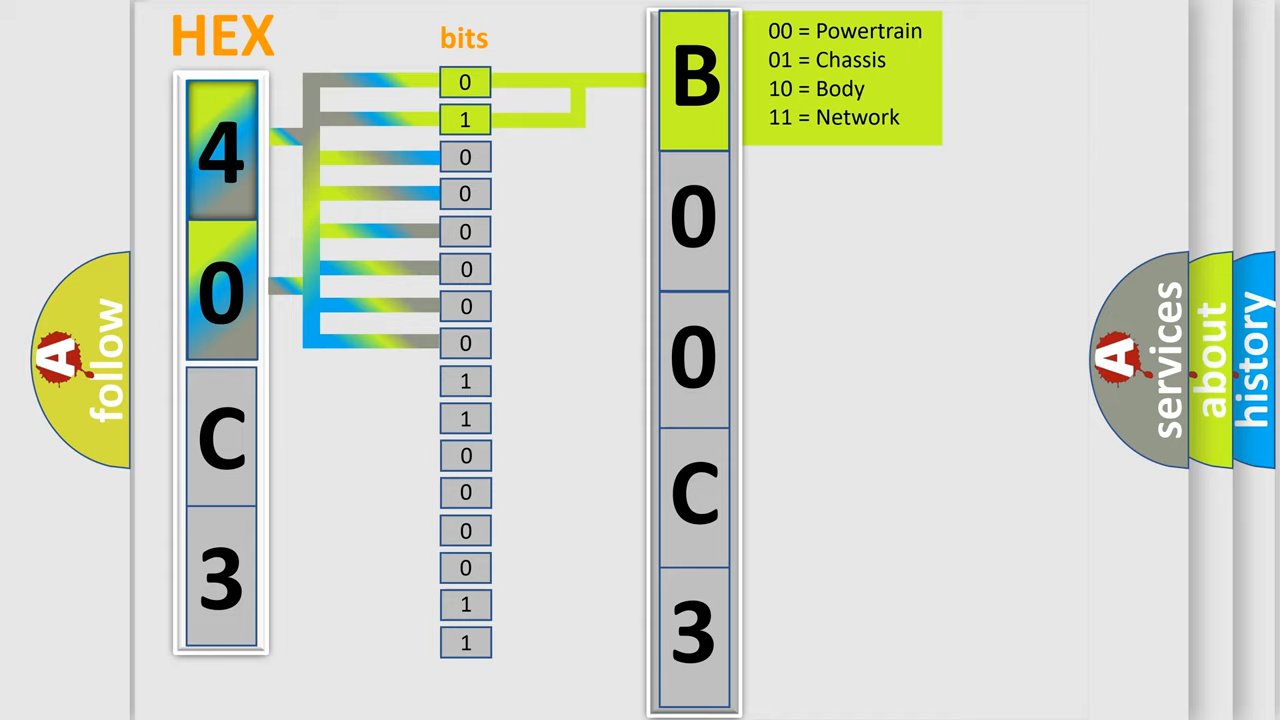 HEX
bits
4
0
C
3
0
1
0
0
0
0
0
0
1
1
0
0
0
0
1
1
B
0
0
C
3
00 = Powertrain
01 = Chassis
10 = Body
11 = Network
A
follow
A
services
about
history